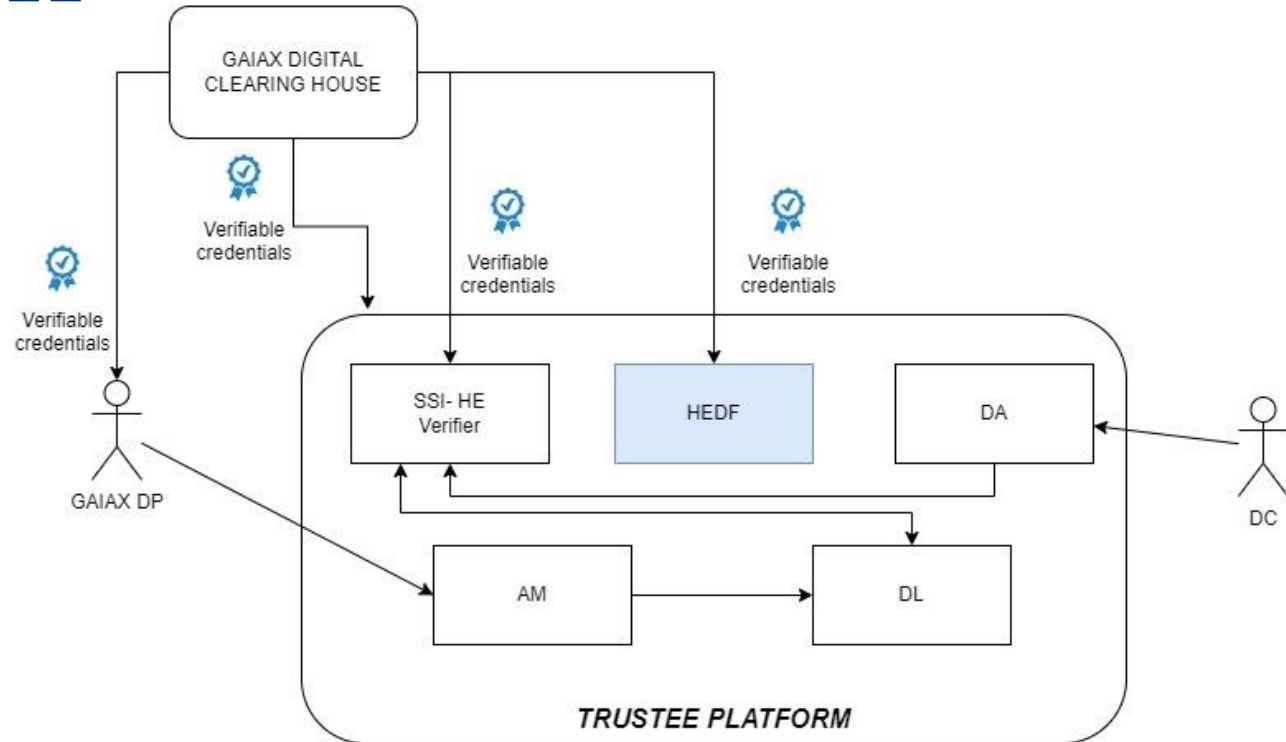 GAIAX DIGITAL
CLEARING HOUSE
Verifiable
credentials
Verifiable
credentials
Verifiable
credentials
Verifiable
credentials
SSI- HE
Verifier
HEDF
DA
GAIAX DP
DC
AM
DL
TRUSTEE PLATFORM